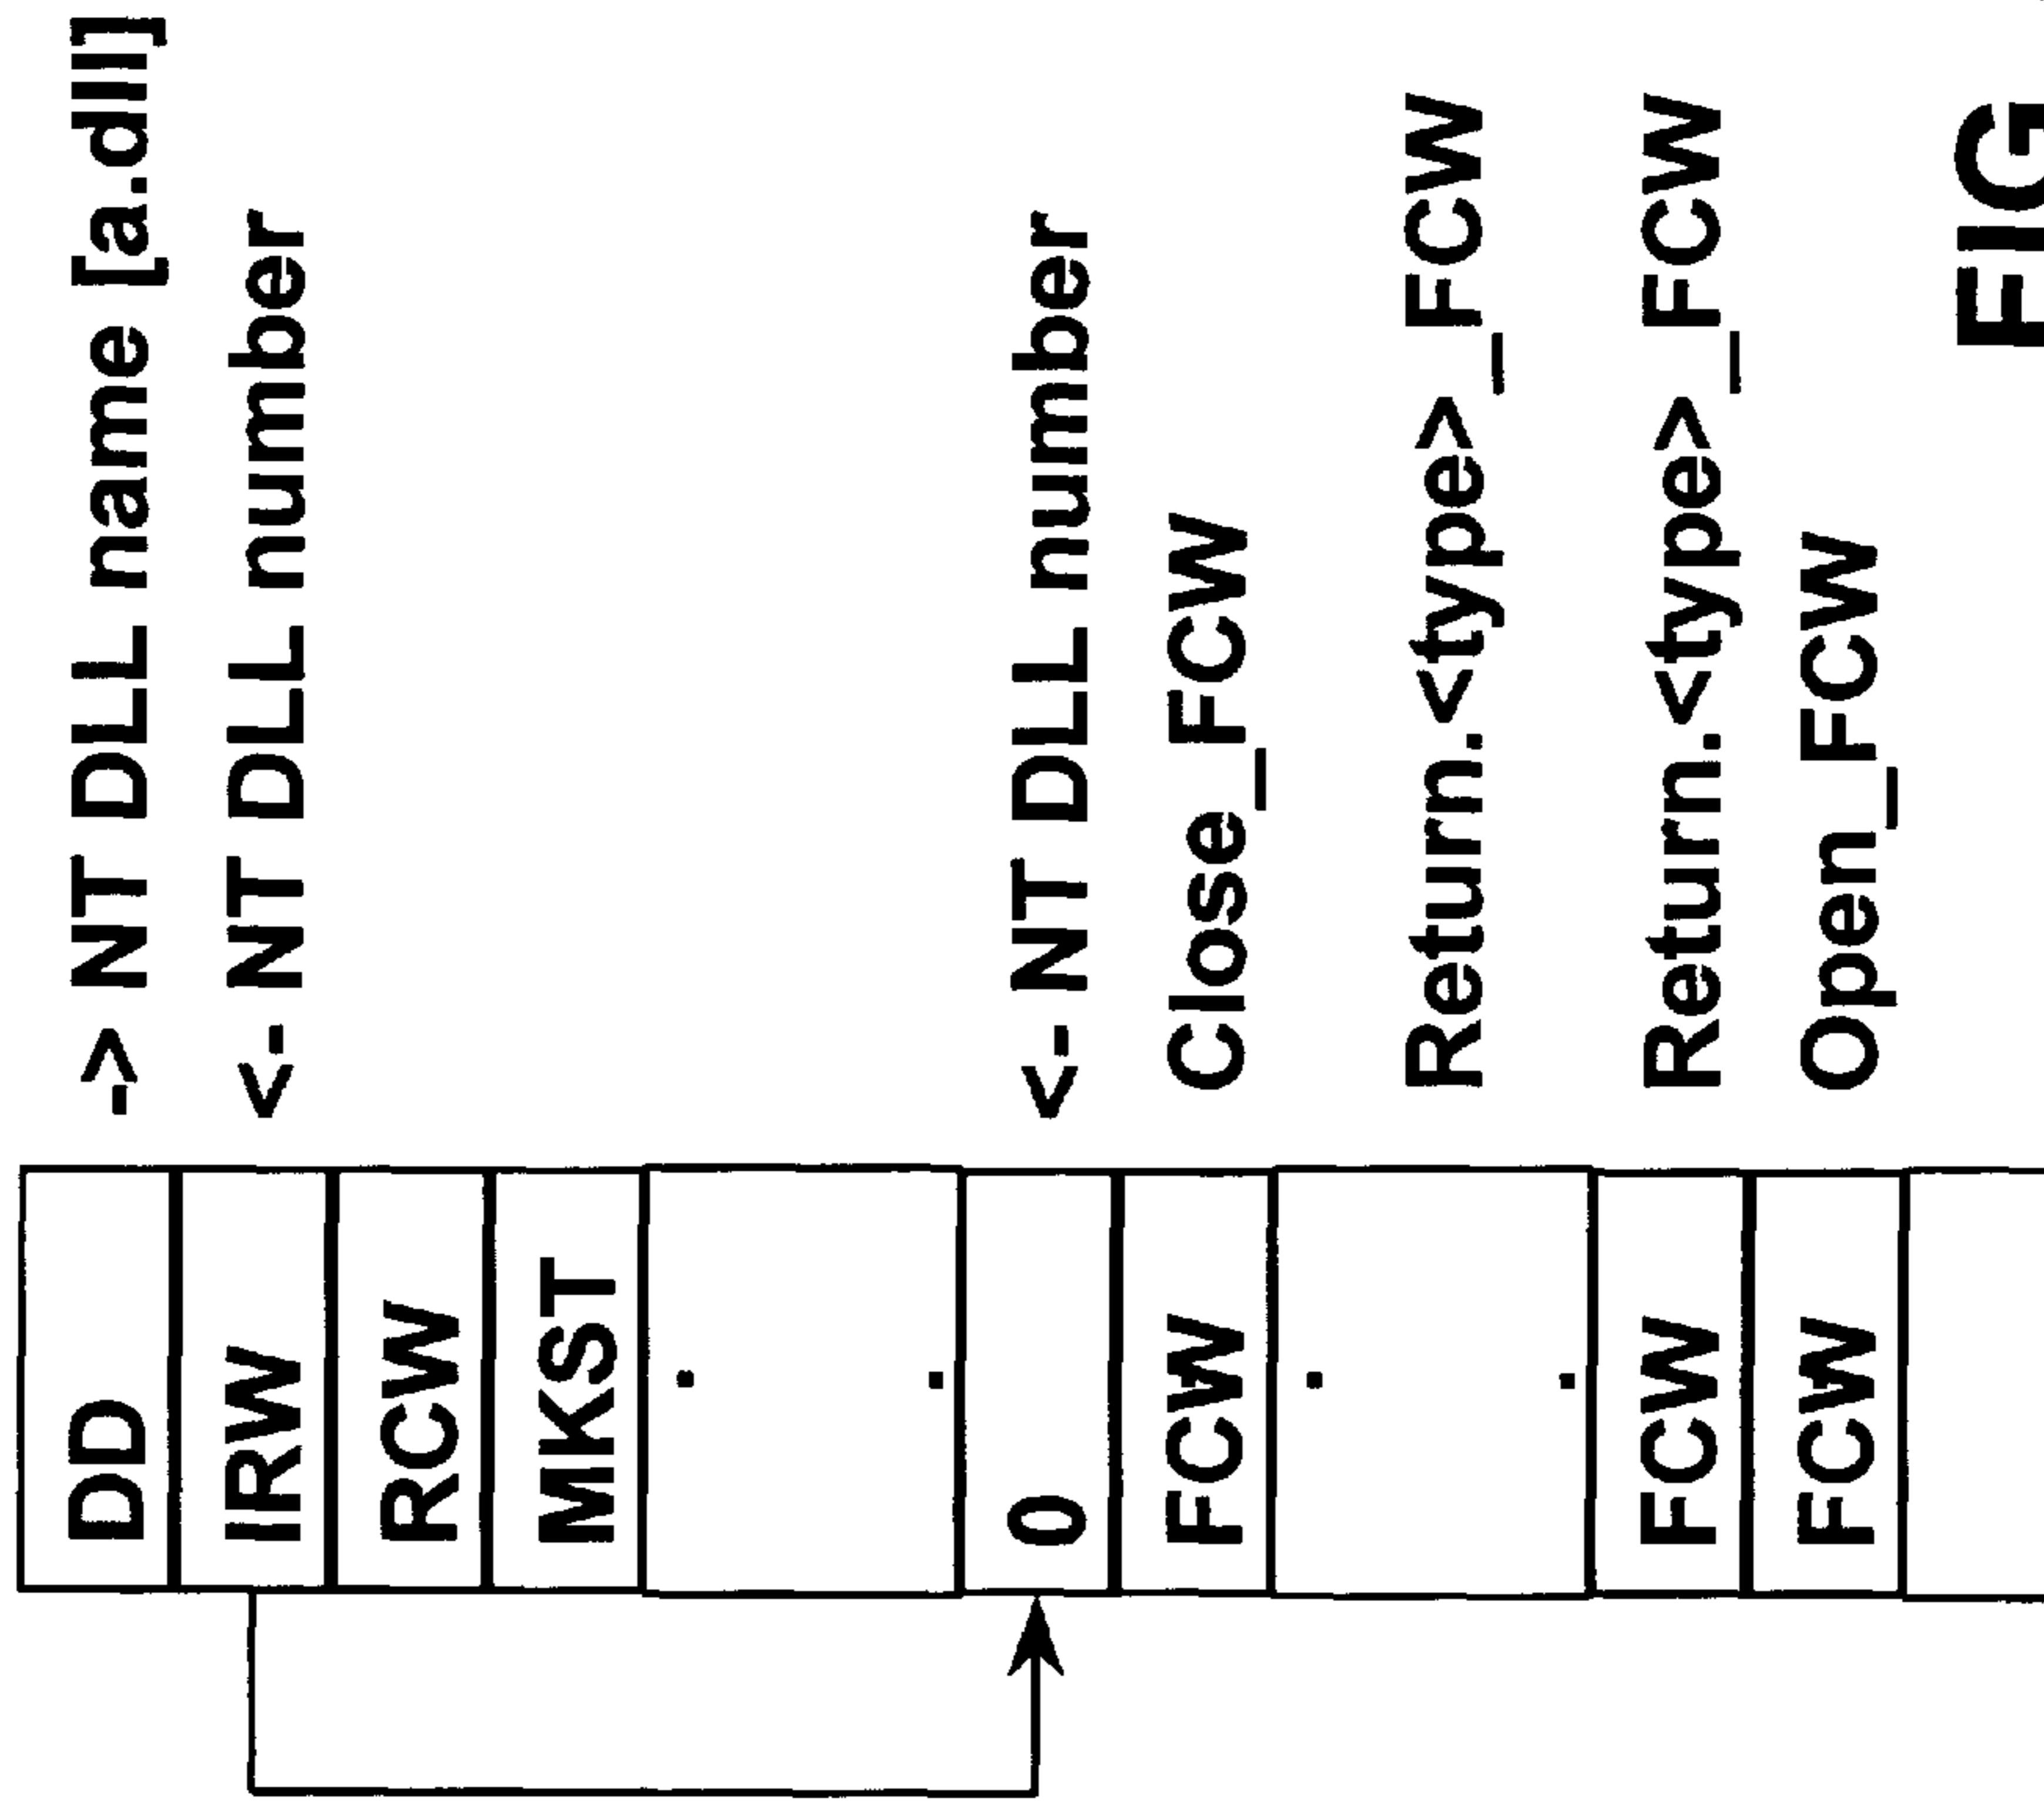 DD -> NT DLL name [a.dll]
IRW <- NT DLL number
RCW
MKST
.
.
0 <- NT DLL number
FCW Close_FCW
.
Return.<type>_FCW
.
FCW Return.<type>_FCW
FCW Open_FCW
FIG